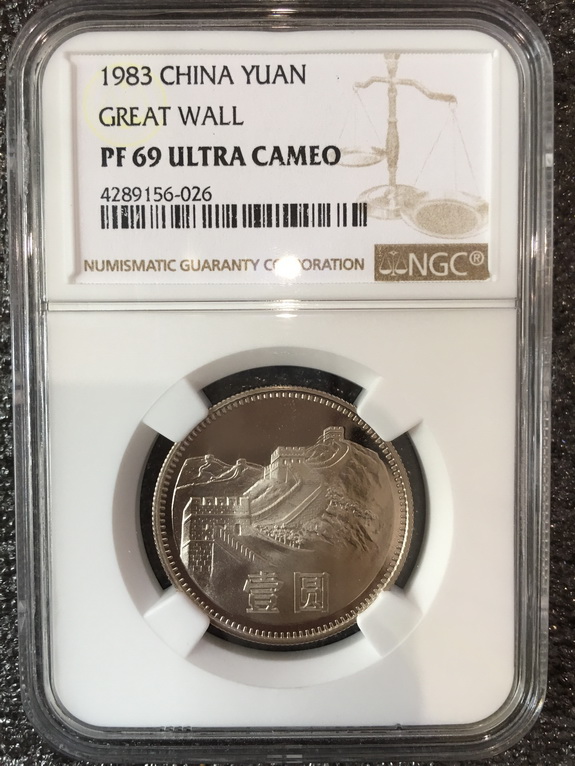 1983 CHINA YUAN
GREAT WALL
PF 69 ULTRA CAMEO
4289156-026
NUMISMATIC GUARANTY CORPORATION NGC®
壹圆